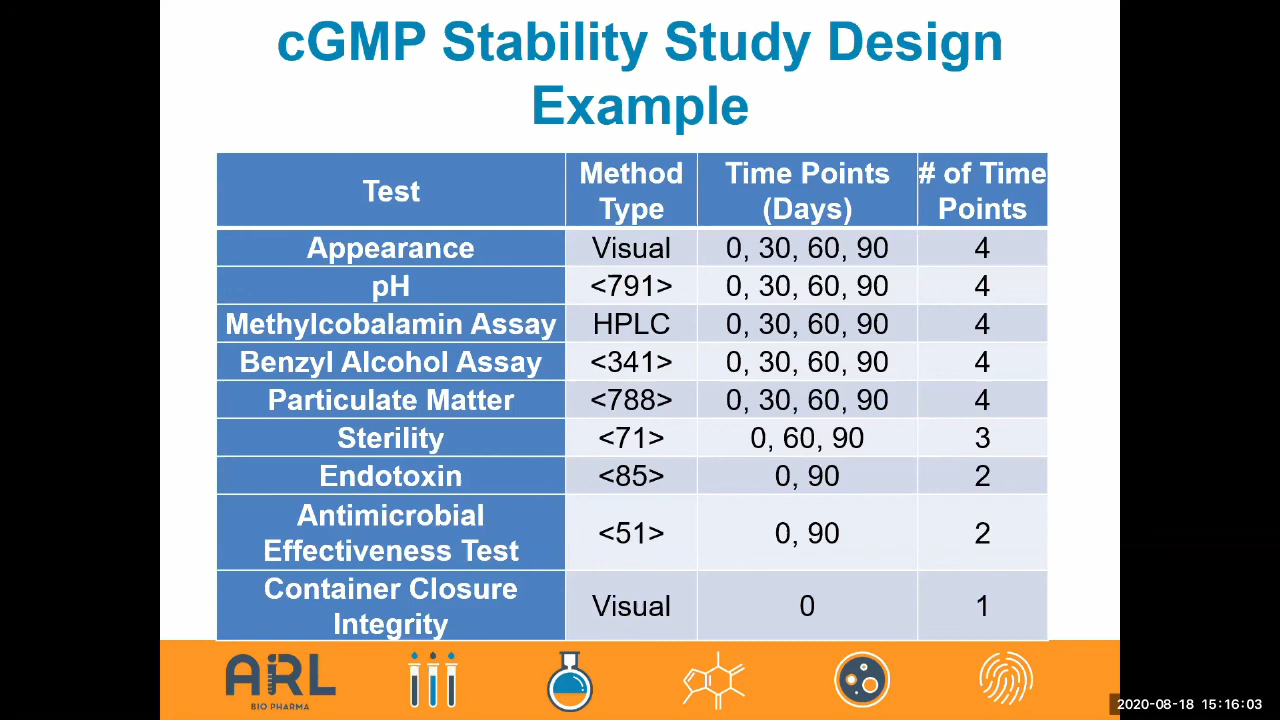 cGMP Stability Study Design
Example
Test
Method
Type
Time Points
(Days)
# of Time
Points
Appearance
Visual
0, 30, 60, 90
4
pH
<791>
0, 30, 60, 90
4
Methylcobalamin Assay
HPLC
0, 30, 60, 90
4
Benzyl Alcohol Assay
<341>
0, 30, 60, 90
4
Particulate Matter
<788>
0, 30, 60, 90
4
Sterility
<71>
0, 60, 90
3
Endotoxin
<85>
0, 90
2
Antimicrobial
Effectiveness Test
<51>
0, 90
2
Container Closure
Integrity
Visual
0
1
ARL
BIO PHARMA
2020-08-18 15:16:03